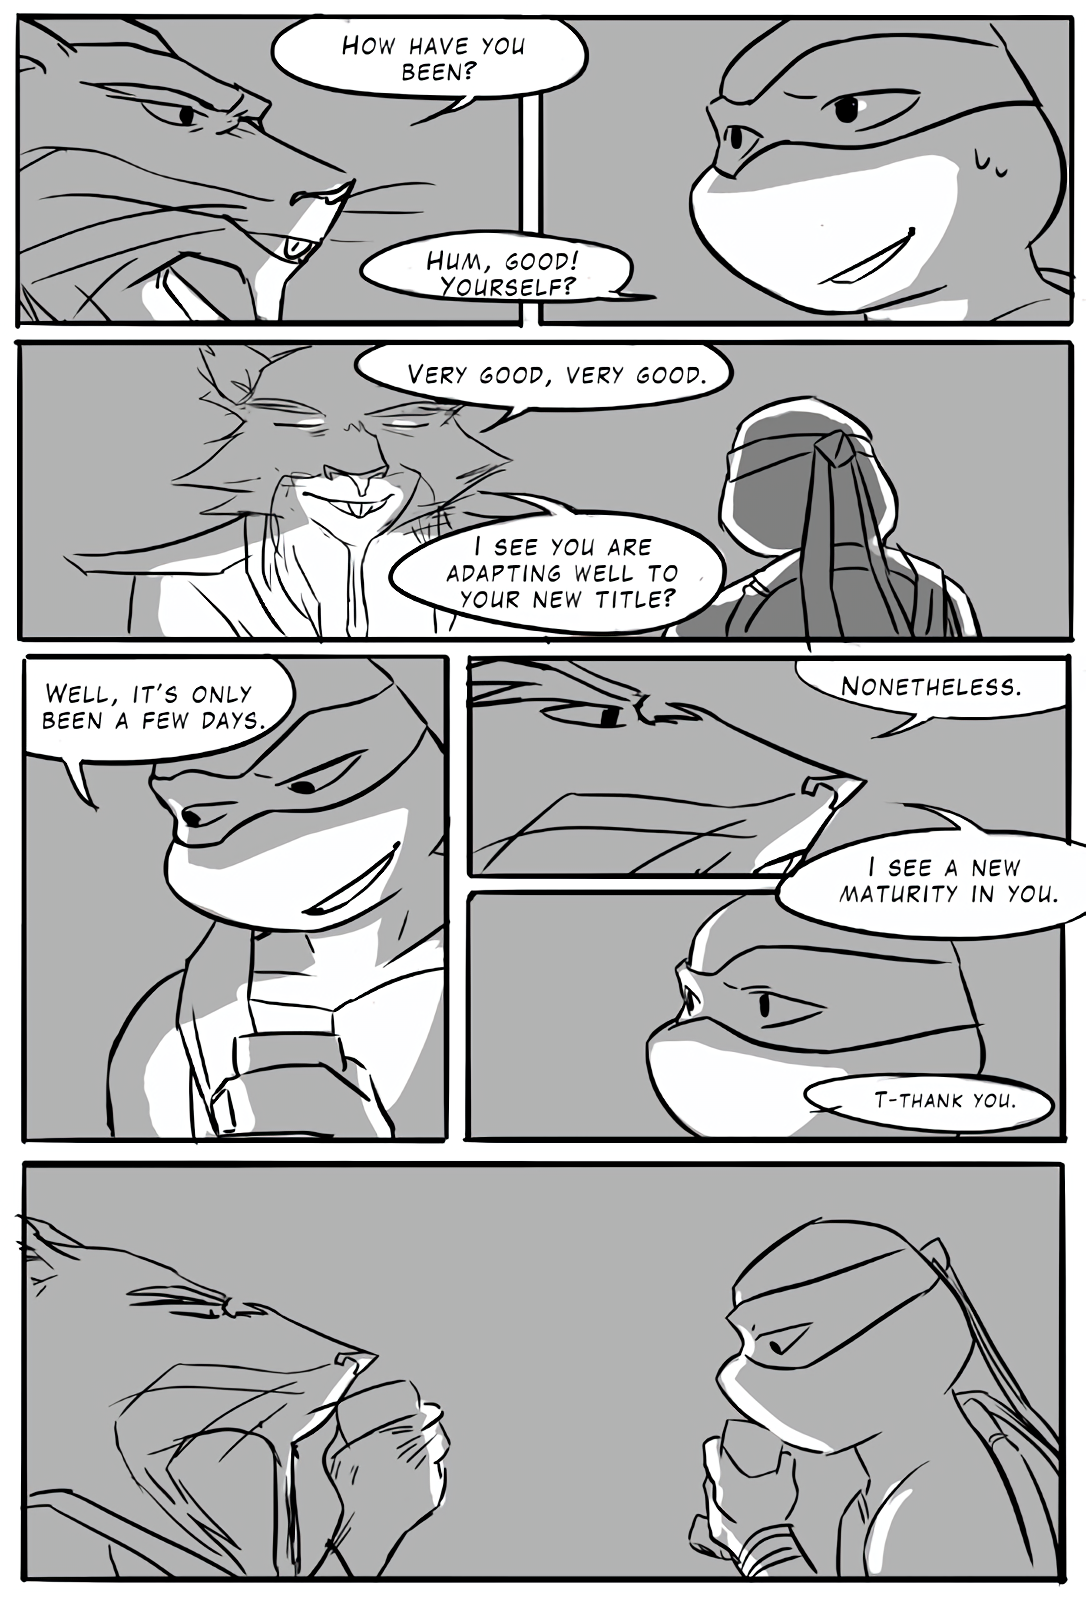 HOW HAVE YOU
BEEN?
HUM, GOOD!
YOURSELF?
VERY GOOD, VERY GOOD.
I SEE YOU ARE
ADAPTING WELL TO
YOUR NEW TITLE?
WELL, IT'S ONLY
BEEN A FEW DAYS.
NONETHELESS.
I SEE A NEW
MATURITY IN YOU.
T-THANK YOU.